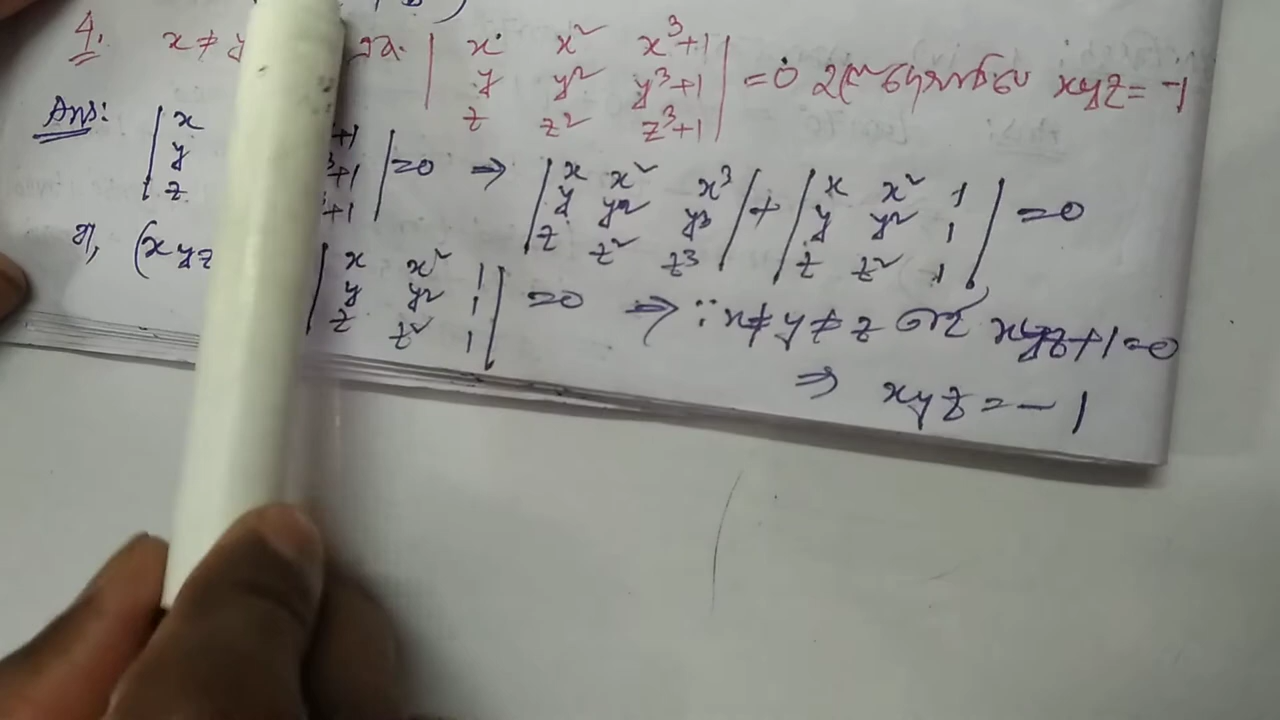 4. x ≠ y | x x² x³+1 | = 0 xyz = -1
| y y² y³+1 |
| z z² z³+1 |
Ans: | x +1 | =0 ⇒ | x x² x³ | + | x x² 1 | =0
| y ³+1 | | y y² y³ | | y y² 1 |
| z ³+1 | | z z² z³ | | z z² 1 |
বা, (xyz | x x² 1 | =0 ⇒ ∵ x≠y≠z xyz+1=0
| y y² 1 |
| z z² 1 |
⇒ xyz = -1